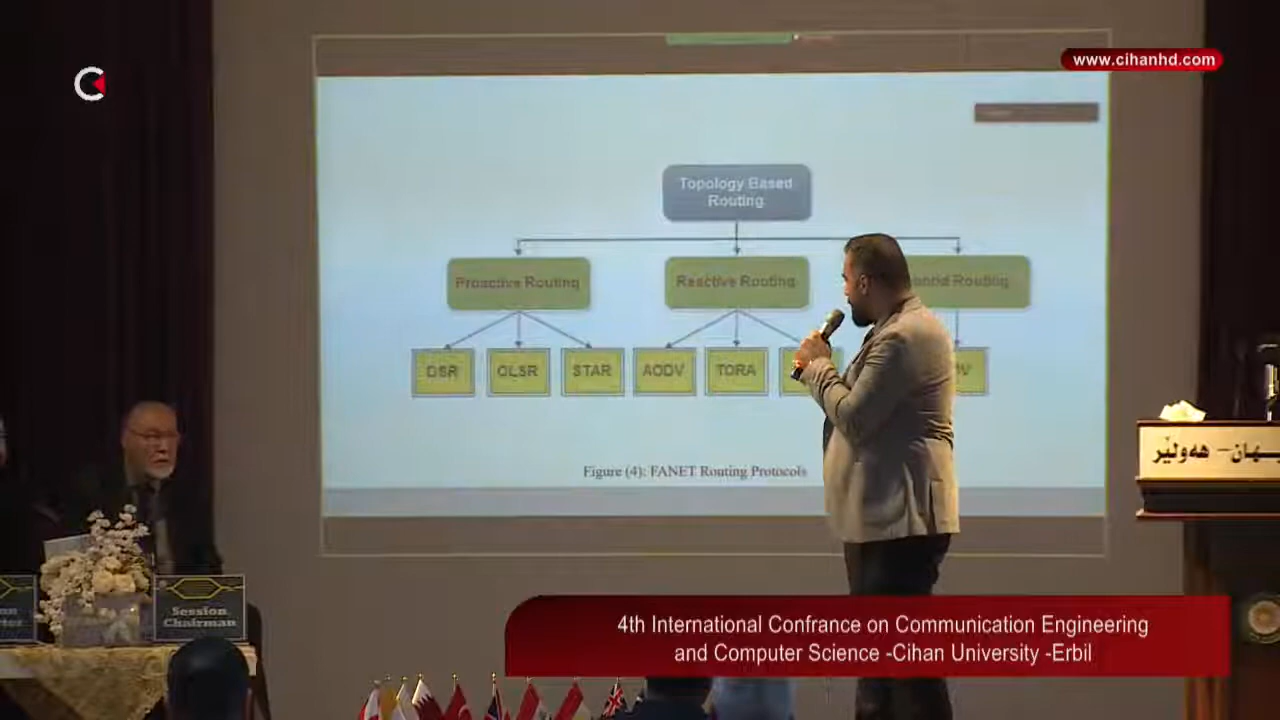 www.cihanhd.com
Topology Based
Routing
Proactive Routing
Reactive Routing
Routing
DSR
OLSR
STAR
AODV
TORA
Figure (4): FANET Routing Protocols
هەولێر
Session
Chairman
4th International Confrance on Communication Engineering
and Computer Science -Cihan University -Erbil